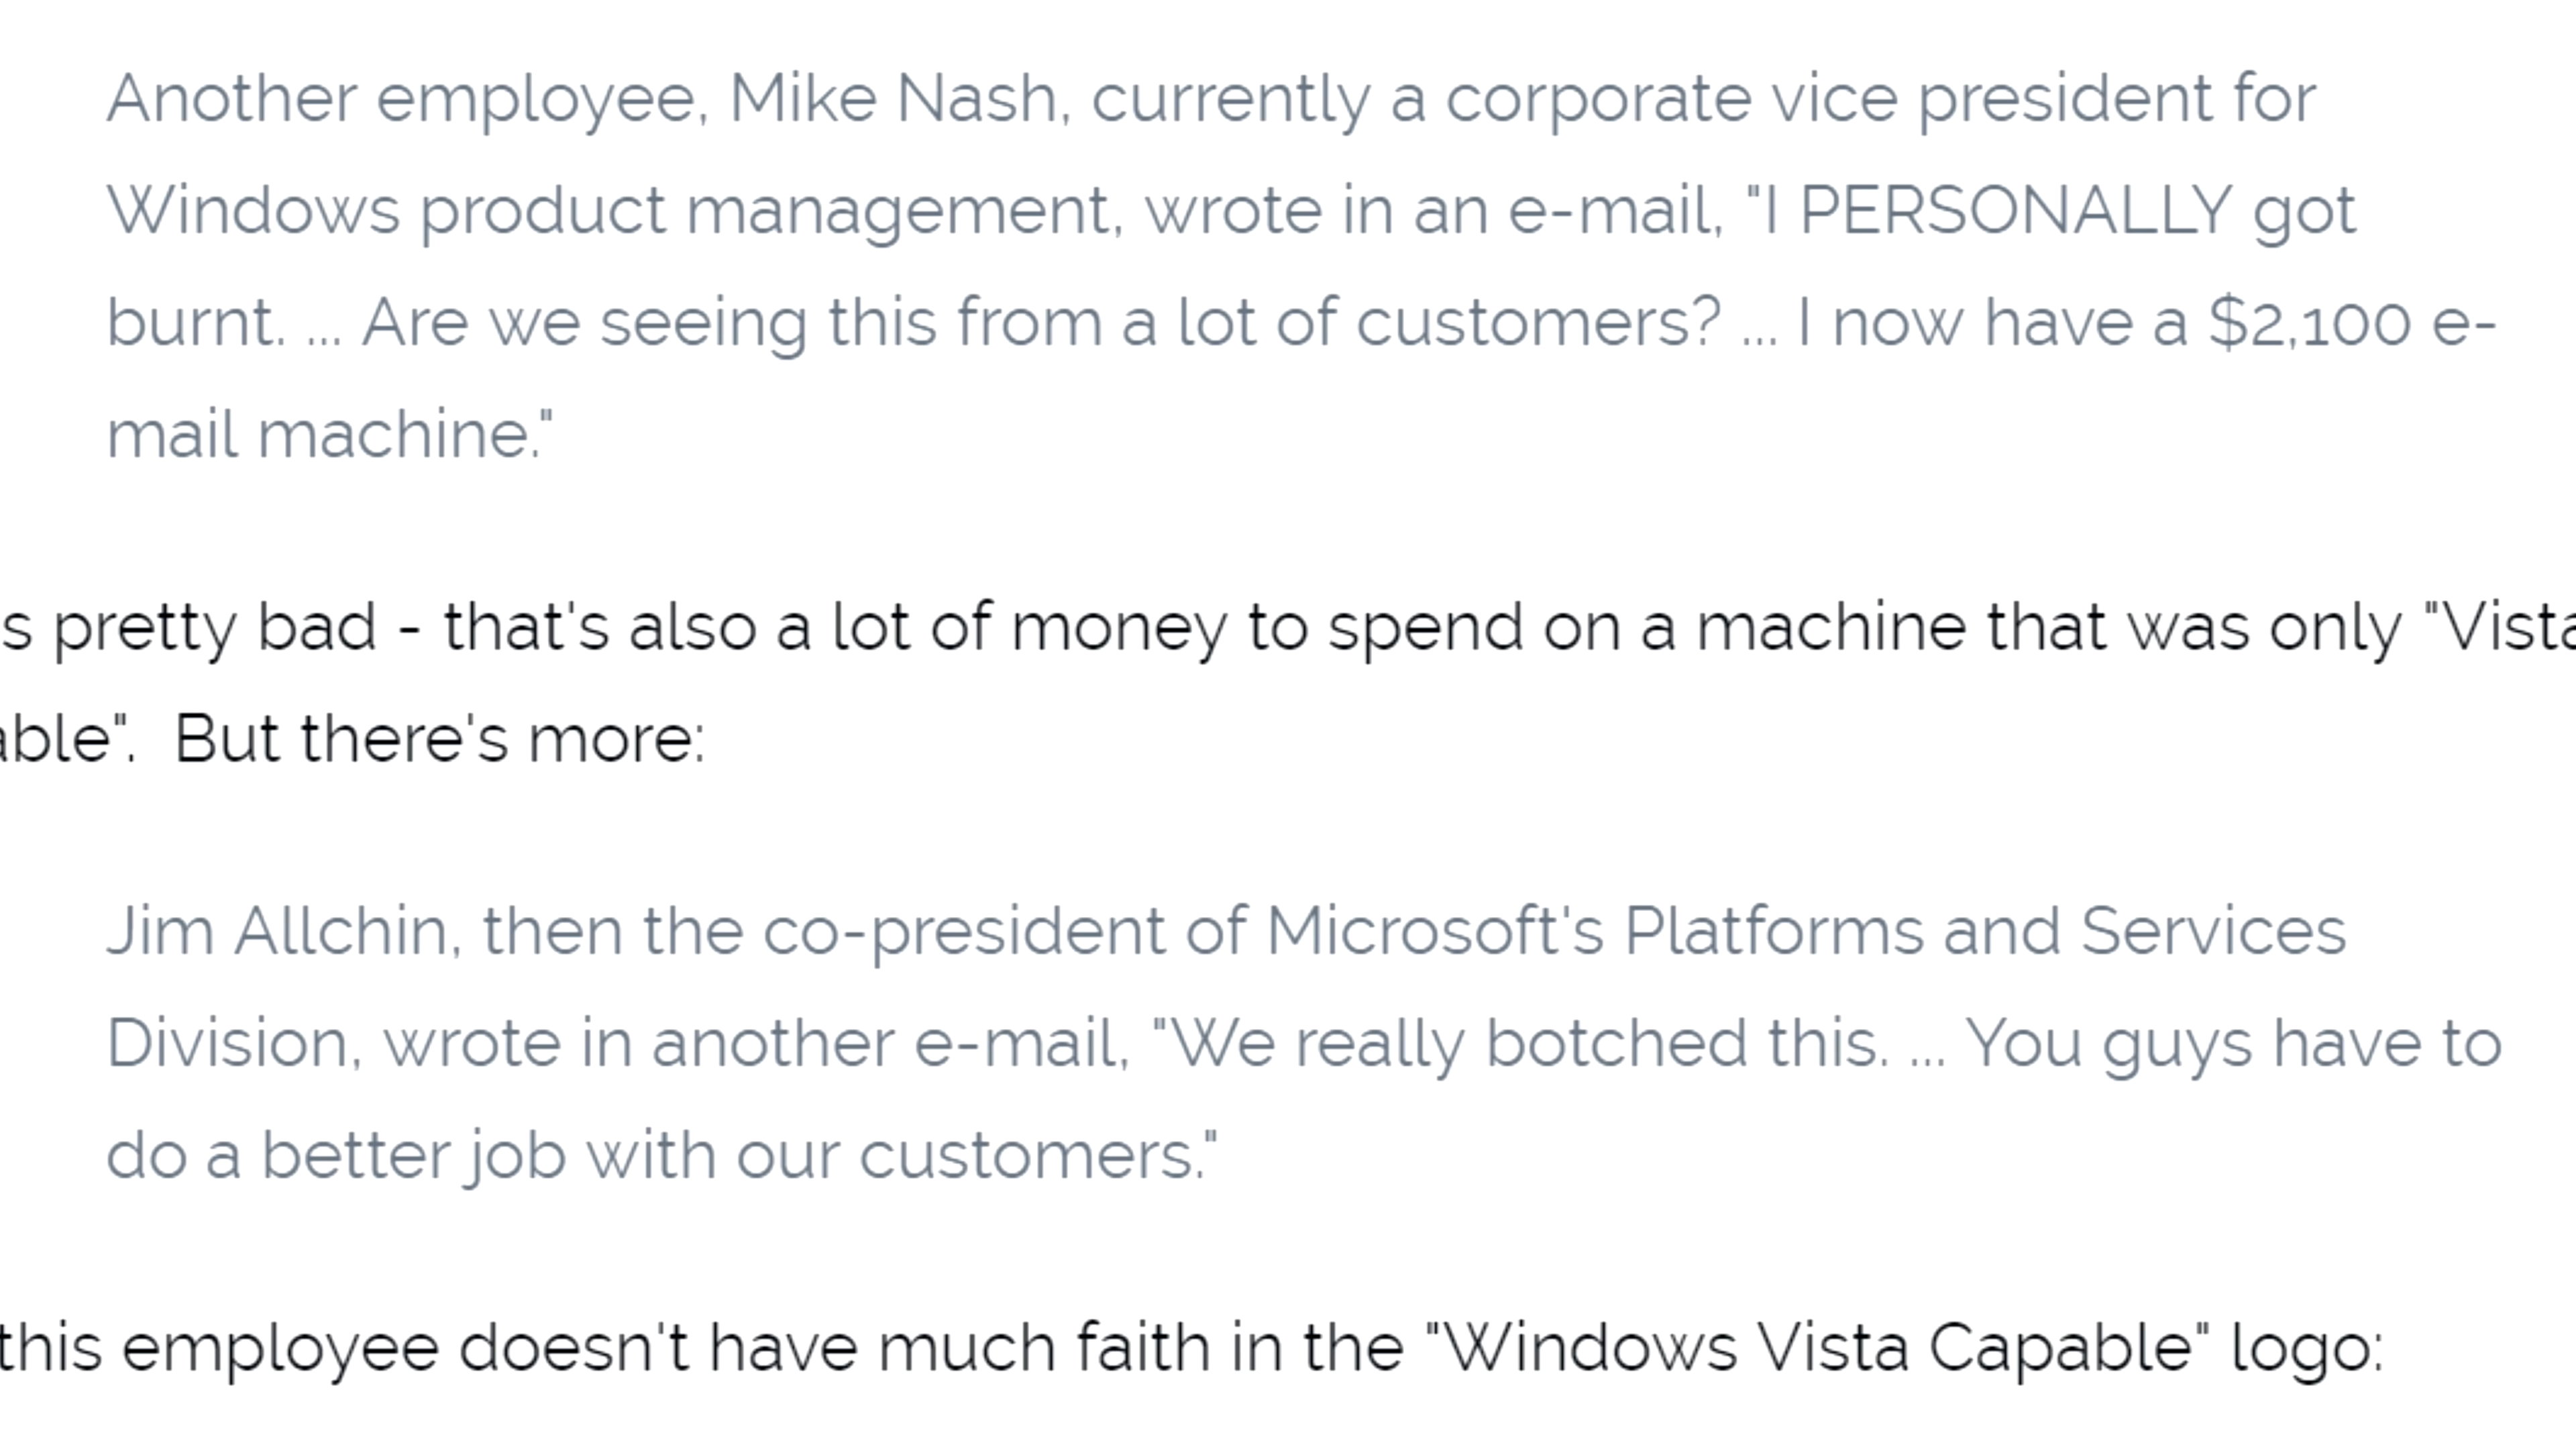 Another employee, Mike Nash, currently a corporate vice president for
Windows product management, wrote in an e-mail, "I PERSONALLY got
burnt. ... Are we seeing this from a lot of customers? ... I now have a $2,100 e-
mail machine."
s pretty bad - that's also a lot of money to spend on a machine that was only "Vista
able".  But there's more:
Jim Allchin, then the co-president of Microsoft's Platforms and Services
Division, wrote in another e-mail, "We really botched this. ... You guys have to
do a better job with our customers."
this employee doesn't have much faith in the "Windows Vista Capable" logo: